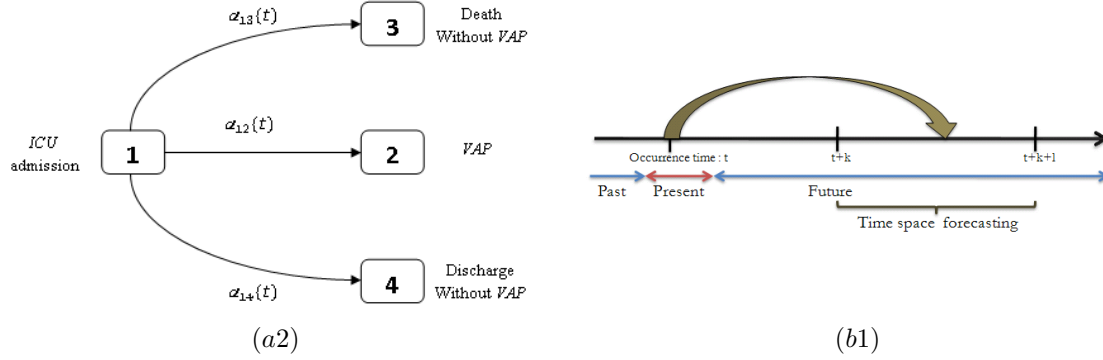 α₁₃{t}
3
Death
Without VAP
ICU
admission
1
α₁₂{t}
2
VAP
α₁₄{t}
4
Discharge
Without VAP
(a2)
Occurrence time : t
t+k
t+k+1
Past
Present
Future
Time space forecasting
(b1)